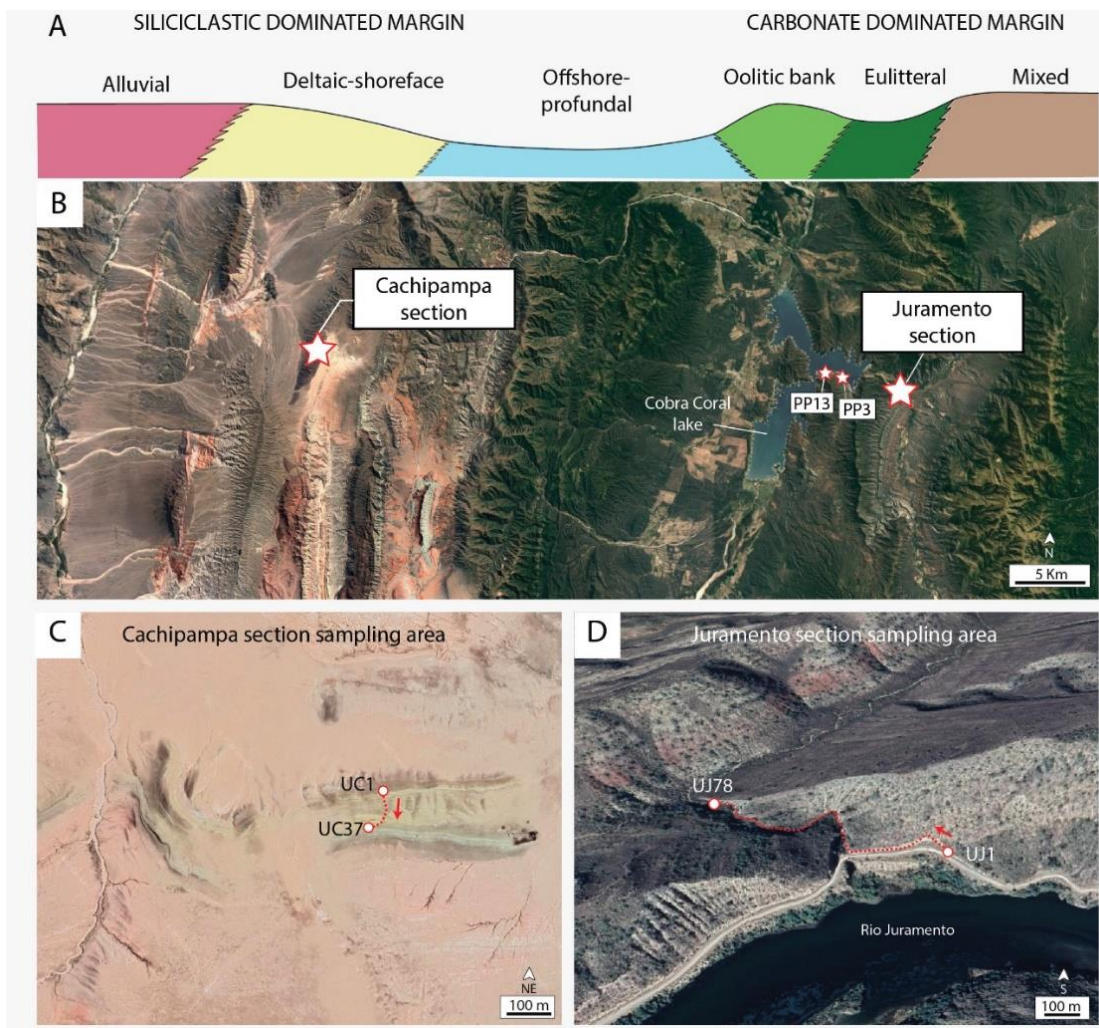 A
SILICICLASTIC DOMINATED MARGIN
CARBONATE DOMINATED MARGIN
Alluvial
Deltaic-shoreface
Offshore-
profundal
Oolitic bank
Eulitteral
Mixed
B
Cachipampa
section
Juramento
section
PP13
PP3
Cobra Coral
lake
N
5 Km
C
Cachipampa section sampling area
UC1
UC37
NE
100 m
D
Juramento section sampling area
UJ78
UJ1
Rio Juramento
S
100 m